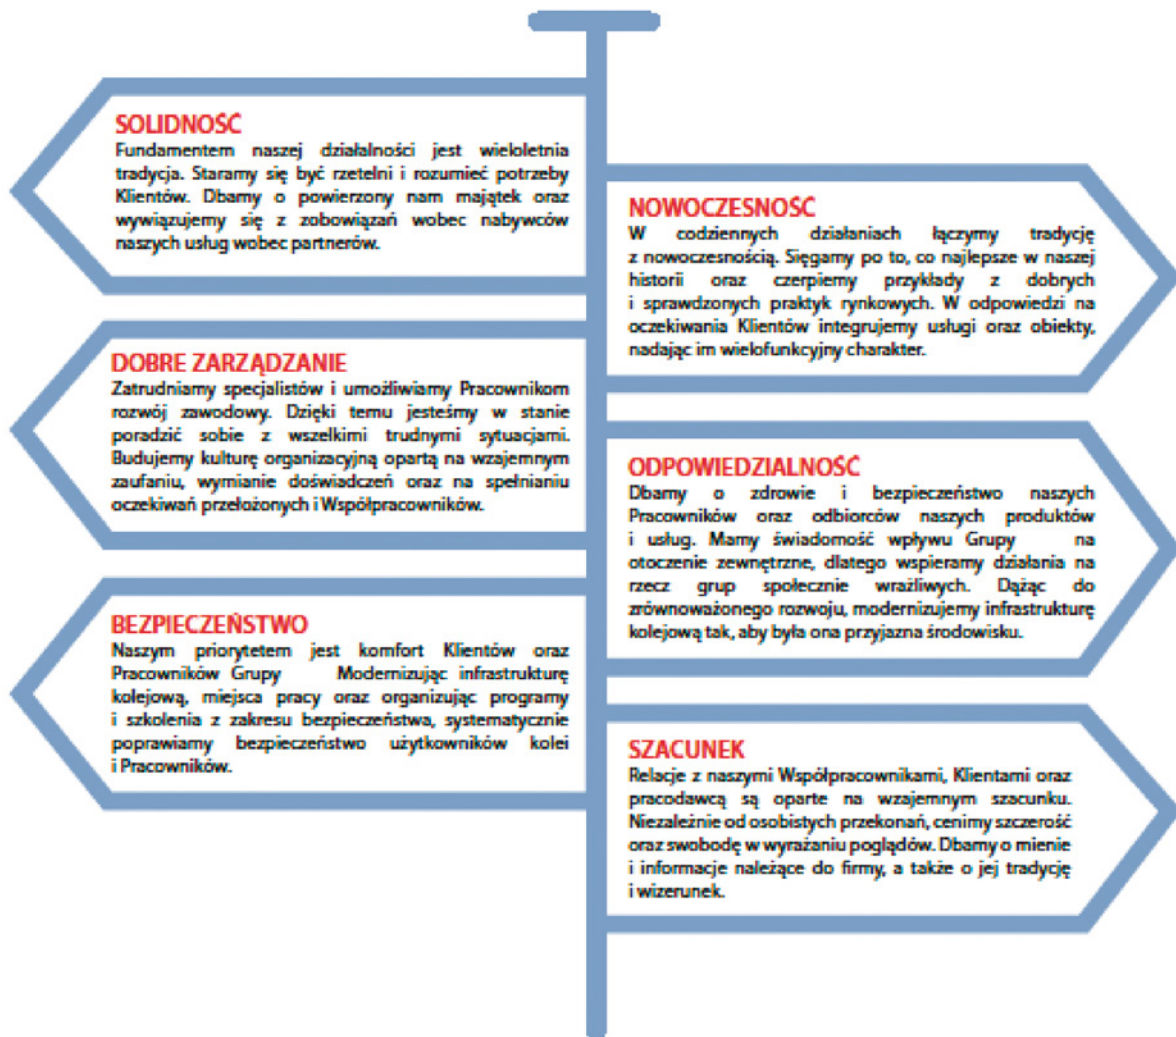 SOLIDNOŚĆ
Fundamentem naszej działalności jest wieloletnia
tradycja. Staramy się być rzetelni i rozumieć potrzeby
Klientów. Dbamy o powierzony nam majątek oraz
wywiązujemy się z zobowiązań wobec nabywców
naszych usług wobec partnerów.
NOWOCZESNOŚĆ
W codziennych działaniach łączymy tradycję
z nowoczesnością. Sięgamy po to, co najlepsze w naszej
historii oraz czerpiemy przykłady z dobrych
i sprawdzonych praktyk rynkowych. W odpowiedzi na
oczekiwania Klientów integrujemy usługi oraz obiekty,
nadając im wielofunkcyjny charakter.
DOBRE ZARZĄDZANIE
Zatrudniamy specjalistów i umożliwiamy Pracownikom
rozwój zawodowy. Dzięki temu jesteśmy w stanie
poradzić sobie z wszelkimi trudnymi sytuacjami.
Budujemy kulturę organizacyjną opartą na wzajemnym
zaufaniu, wymianie doświadczeń oraz na spełnianiu
oczekiwań przełożonych i Współpracowników.
ODPOWIEDZIALNOŚĆ
Dbamy o zdrowie i bezpieczeństwo naszych
Pracowników oraz odbiorców naszych produktów
i usług. Mamy świadomość wpływu Grupy na
otoczenie zewnętrzne, dlatego wspieramy działania na
rzecz grup społecznie wrażliwych. Dążąc do
zrównoważonego rozwoju, modernizujemy infrastrukturę
kolejową tak, aby była ona przyjazna środowisku.
BEZPIECZEŃSTWO
Naszym priorytetem jest komfort Klientów oraz
Pracowników Grupy Modernizując infrastrukturę
kolejową, miejsca pracy oraz organizując programy
i szkolenia z zakresu bezpieczeństwa, systematycznie
poprawiamy bezpieczeństwo użytkowników kolei
i Pracowników.
SZACUNEK
Relacje z naszymi Współpracownikami, Klientami oraz
pracodawcą są oparte na wzajemnym szacunku.
Niezależnie od osobistych przekonań, cenimy szczerość
oraz swobodę w wyrażaniu poglądów. Dbamy o mienie
i informacje należące do firmy, a także o jej tradycję
i wizerunek.